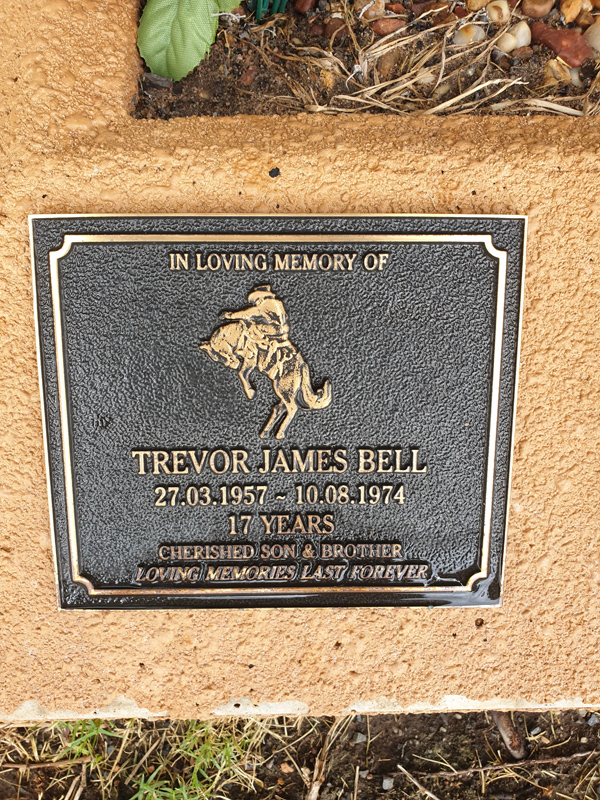 IN LOVING MEMORY OF
TREVOR JAMES BELL
27.03.1957 ~ 10.08.1974
17 YEARS
CHERISHED SON & BROTHER
LOVING MEMORIES LAST FOREVER